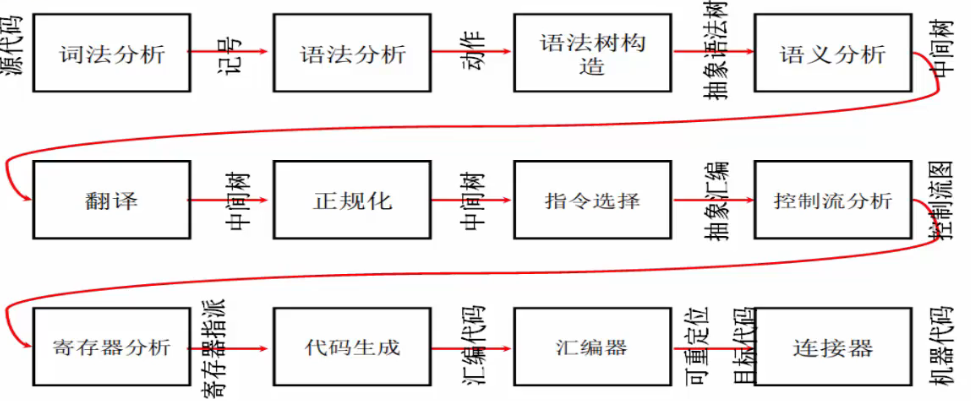 源代码
词法分析
记号
语法分析
动作
语法树构
造
抽象语法树
语义分析
中间树
翻译
中间树
正规化
中间树
指令选择
抽象汇编
控制流分析
控制流图
寄存器分析
寄存器指派
代码生成
汇编代码
汇编器
可重定位
目标代码
连接器
机器代码